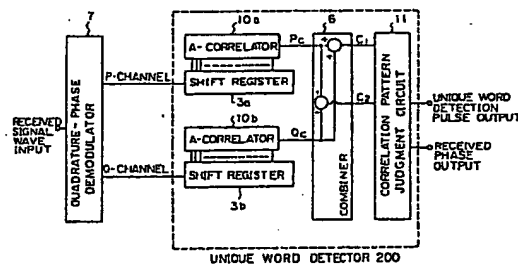 7
10a
6
11
A-CORRELATOR
Pc
C1
P-CHANNEL
SHIFT REGISTER
3a
10b
C2
RECEIVED
SIGNAL
WAVE
INPUT
QUADRATURE-PHASE
DEMODULATOR
A-CORRELATOR
Qc
COMBINER
CORRELATION PATTERN
JUDGMENT CIRCUIT
UNIQUE WORD
DETECTION
PULSE OUTPUT
RECEIVED
PHASE
OUTPUT
Q-CHANNEL
SHIFT REGISTER
3b
UNIQUE WORD DETECTOR 200